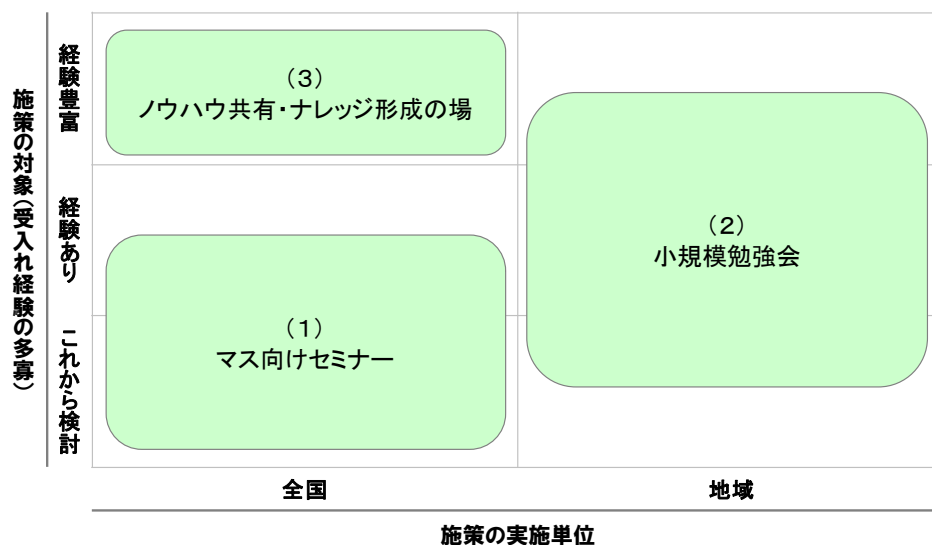 施策の対象（受入れ経験の多寡）
経験豊富
経験あり
これから検討
（3）
ノウハウ共有・ナレッジ形成の場
（2）
小規模勉強会
（1）
マス向けセミナー
全国
地域
施策の実施単位